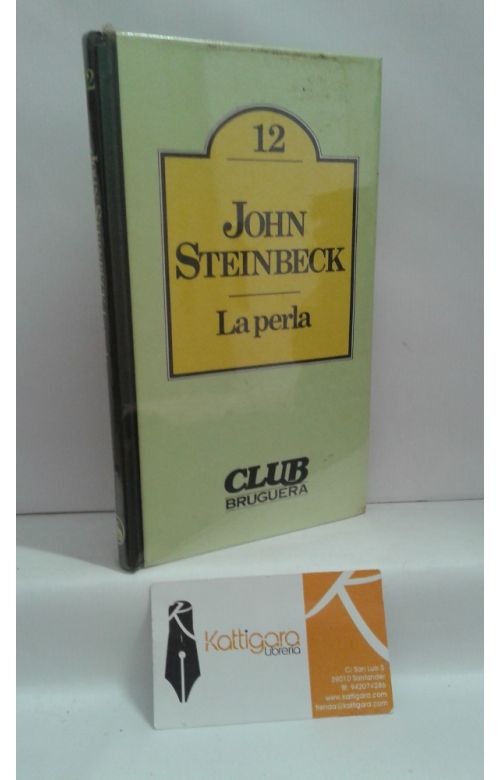 12
JOHN
STEINBECK
La perla
CLUB
BRUGUERA
Kattigara
Librería
C/ San Luis 5
39010 Santander
www.kattigara.com
tienda@kattigara.com